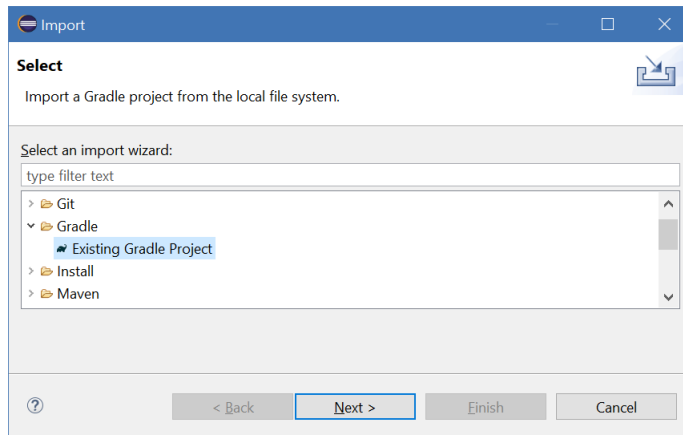 Import
Select
Import a Gradle project from the local file system.
Select an import wizard:
type filter text
Git
Gradle
Existing Gradle Project
Install
Maven
?
< Back
Next >
Finish
Cancel